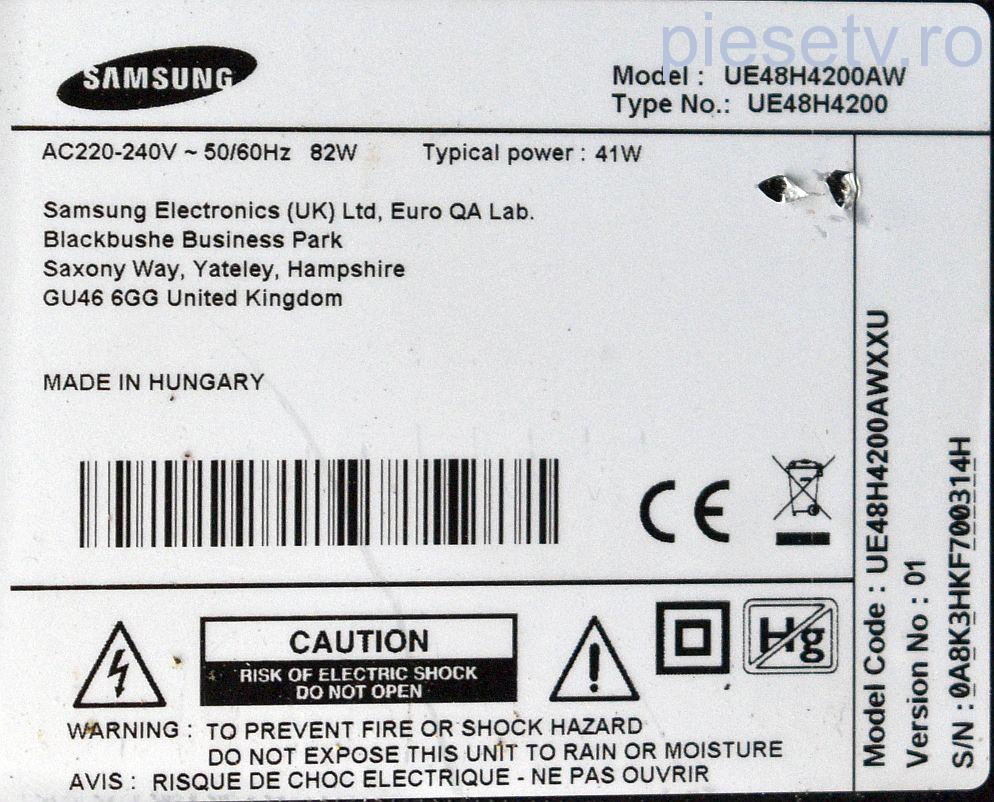 piesetv.ro
SAMSUNG
Model : UE48H4200AW
Type No.: UE48H4200
AC220-240V ~ 50/60Hz 82W Typical power : 41W
Samsung Electronics (UK) Ltd, Euro QA Lab.
Blackbushe Business Park
Saxony Way, Yateley, Hampshire
GU46 6GG United Kingdom
MADE IN HUNGARY
CE
Hg
CAUTION
RISK OF ELECTRIC SHOCK
DO NOT OPEN
WARNING : TO PREVENT FIRE OR SHOCK HAZARD
DO NOT EXPOSE THIS UNIT TO RAIN OR MOISTURE
AVIS : RISQUE DE CHOC ELECTRIQUE - NE PAS OUVRIR
Model Code : UE48H4200AWXXU
Version No : 01
S/N : 0A8K3HKF700314H